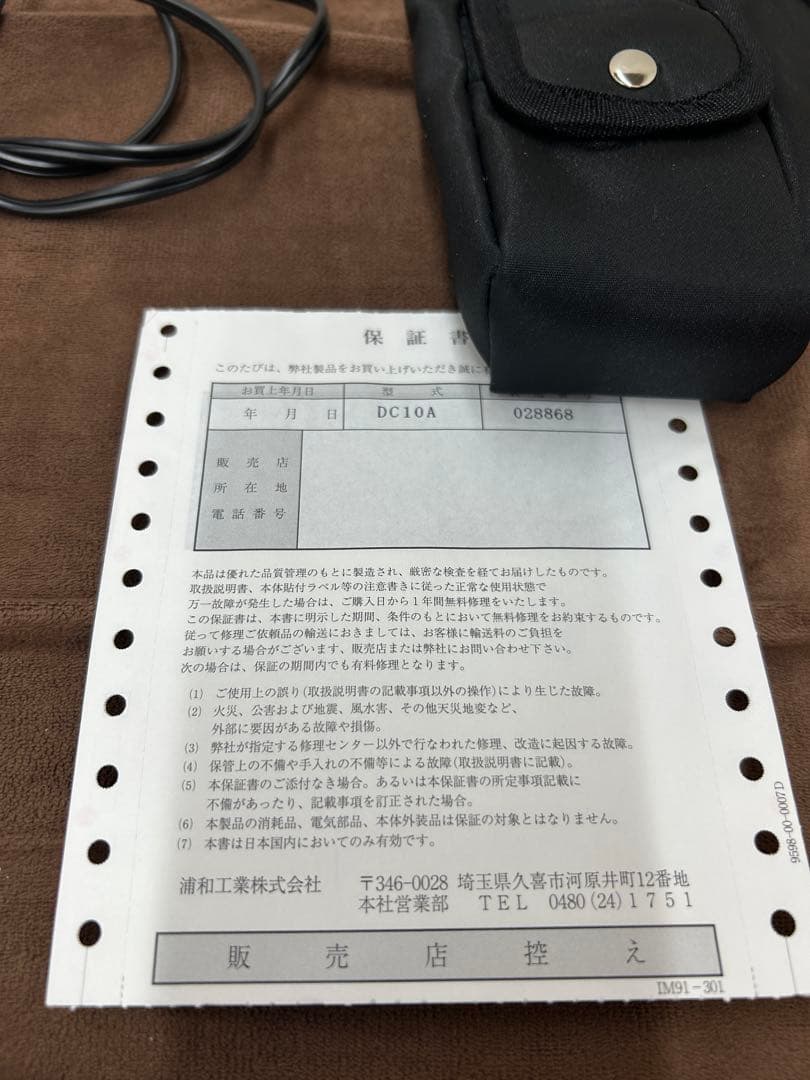 保証書
このたびは、弊社製品をお買い上げいただき誠に
お買上年月日 型式
年 月 日 DC10A 028868
販売店
所在地
電話番号
本品は優れた品質管理のもとに製造され、厳密な検査を経てお届けしたものです。
取扱説明書、本体貼付ラベル等の注意書きに従った正常な使用状態で
万一故障が発生した場合は、ご購入日から1年間無料修理をいたします。
この保証書は、本書に明示した期間、条件のもとにおいて無料修理をお約束するものです。
従って修理ご依頼品の輸送におきましては、お客様に輸送料のご負担を
お願いする場合がございます、販売店または弊社にお問い合わせ下さい。
次の場合は、保証の期間内でも有料修理となります。
(1) ご使用上の誤り(取扱説明書の記載事項以外の操作)により生じた故障。
(2) 火災、公害および地震、風水害、その他天災地変など、
外部に要因がある故障や損傷。
(3) 弊社が指定する修理センター以外で行なわれた修理、改造に起因する故障。
(4) 保管上の不備や手入れの不備等による故障(取扱説明書に記載)。
(5) 本保証書のご添付なき場合。あるいは本保証書の所定事項記載に
不備があったり、記載事項を訂正された場合。
(6) 本製品の消耗品、電気部品、本体外装品は保証の対象とはなりません。
(7) 本書は日本国内においてのみ有効です。
浦和工業株式会社 〒346-0028 埼玉県久喜市河原井町12番地
本社営業部 TEL 0480(24)1751
販売店控え
IM91-301
9598-00-0007D